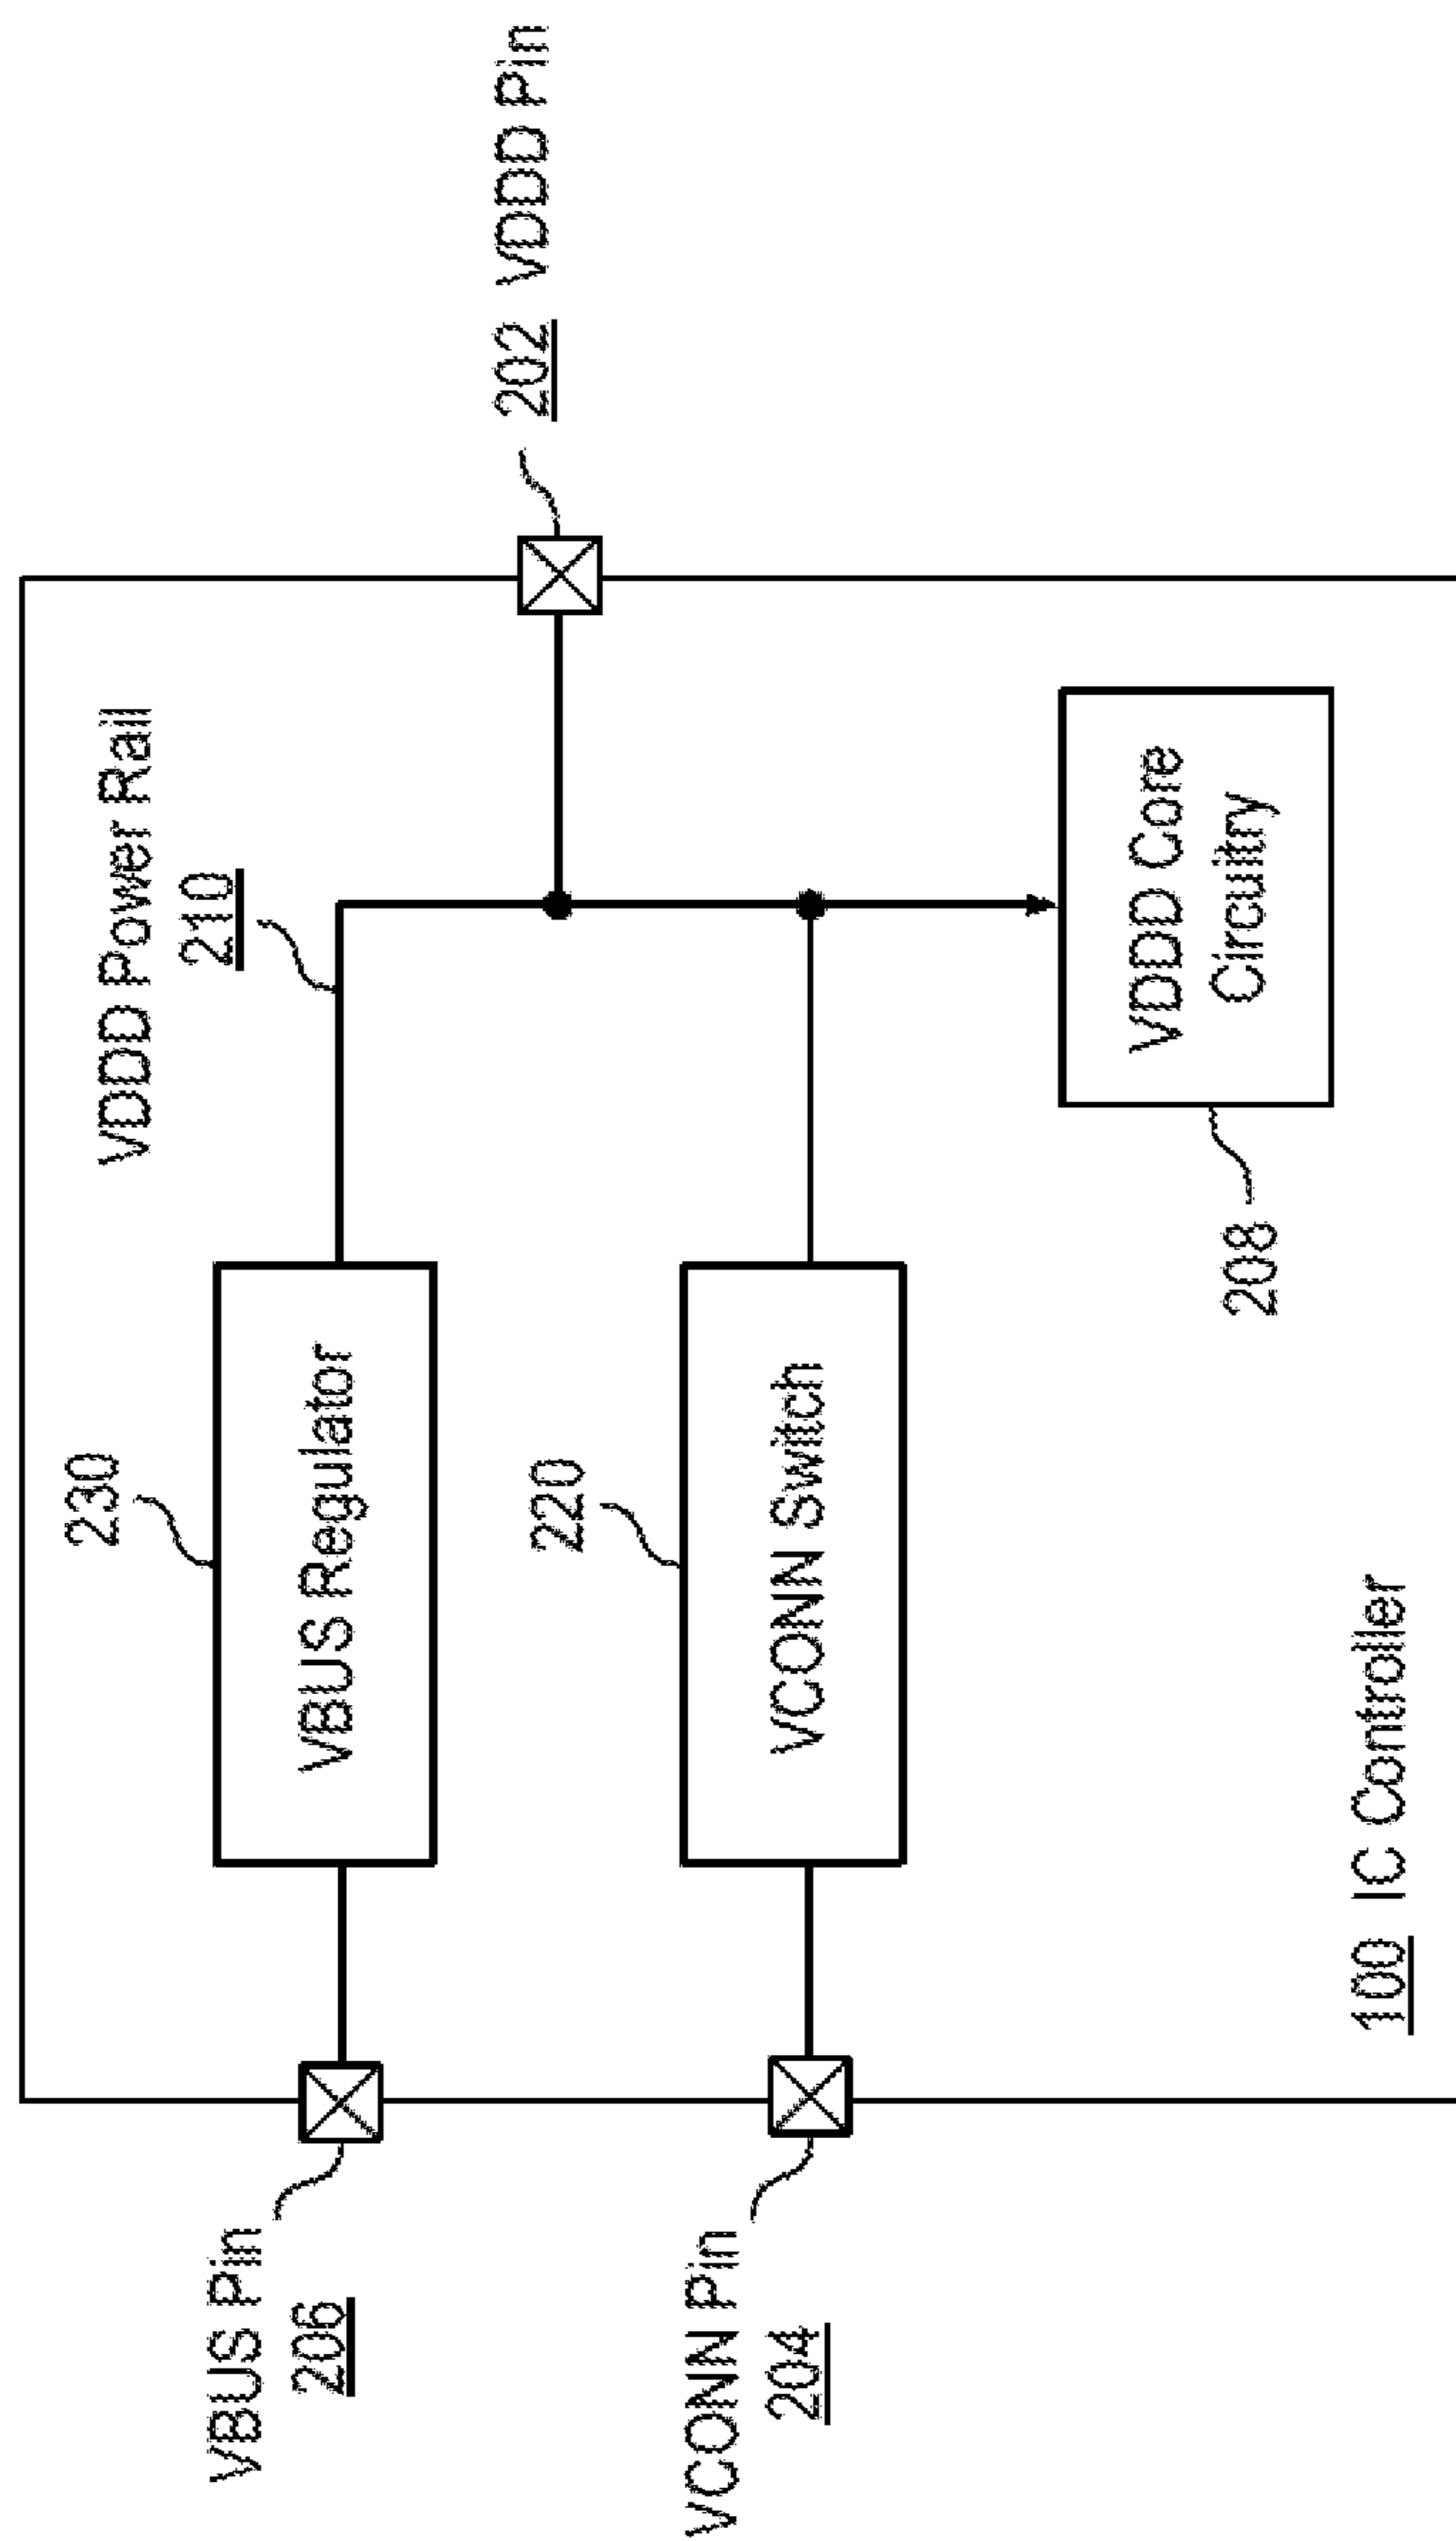 VDDD Power Rail
210
230
VBUS Regulator
VBUS Pin
206
202 VDDD Pin
220
VCONN Switch
VCONN Pin
204
VDDD Core
Circuitry
208
100 IC Controller